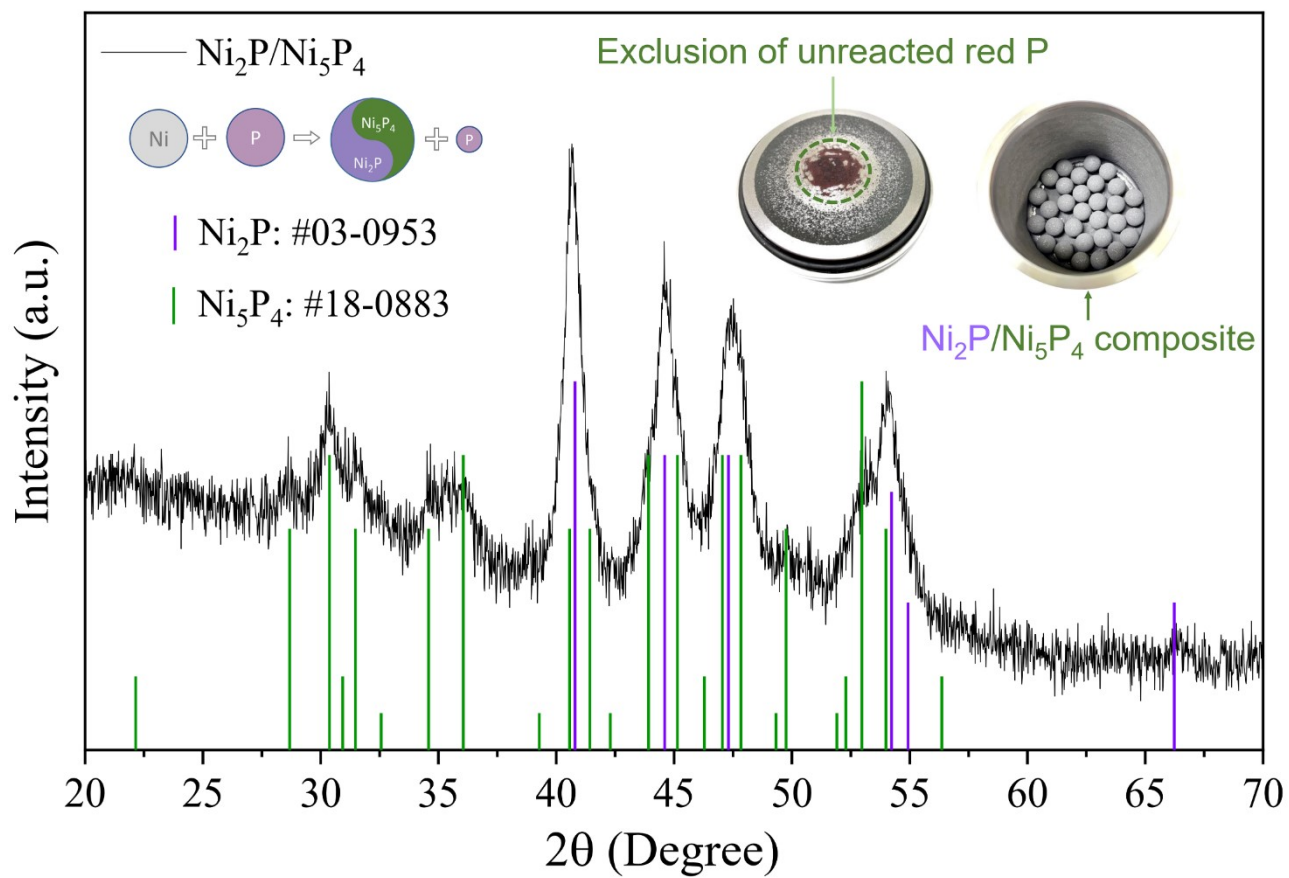 Ni₂P/Ni₅P₄
Exclusion of unreacted red P
Ni + P ⇒ Ni₅P₄ Ni₂P + P
Ni₂P: #03-0953
Ni₅P₄: #18-0883
Ni₂P/Ni₅P₄ composite
Intensity (a.u.)
20 25 30 35 40 45 50 55 60 65 70
2θ (Degree)